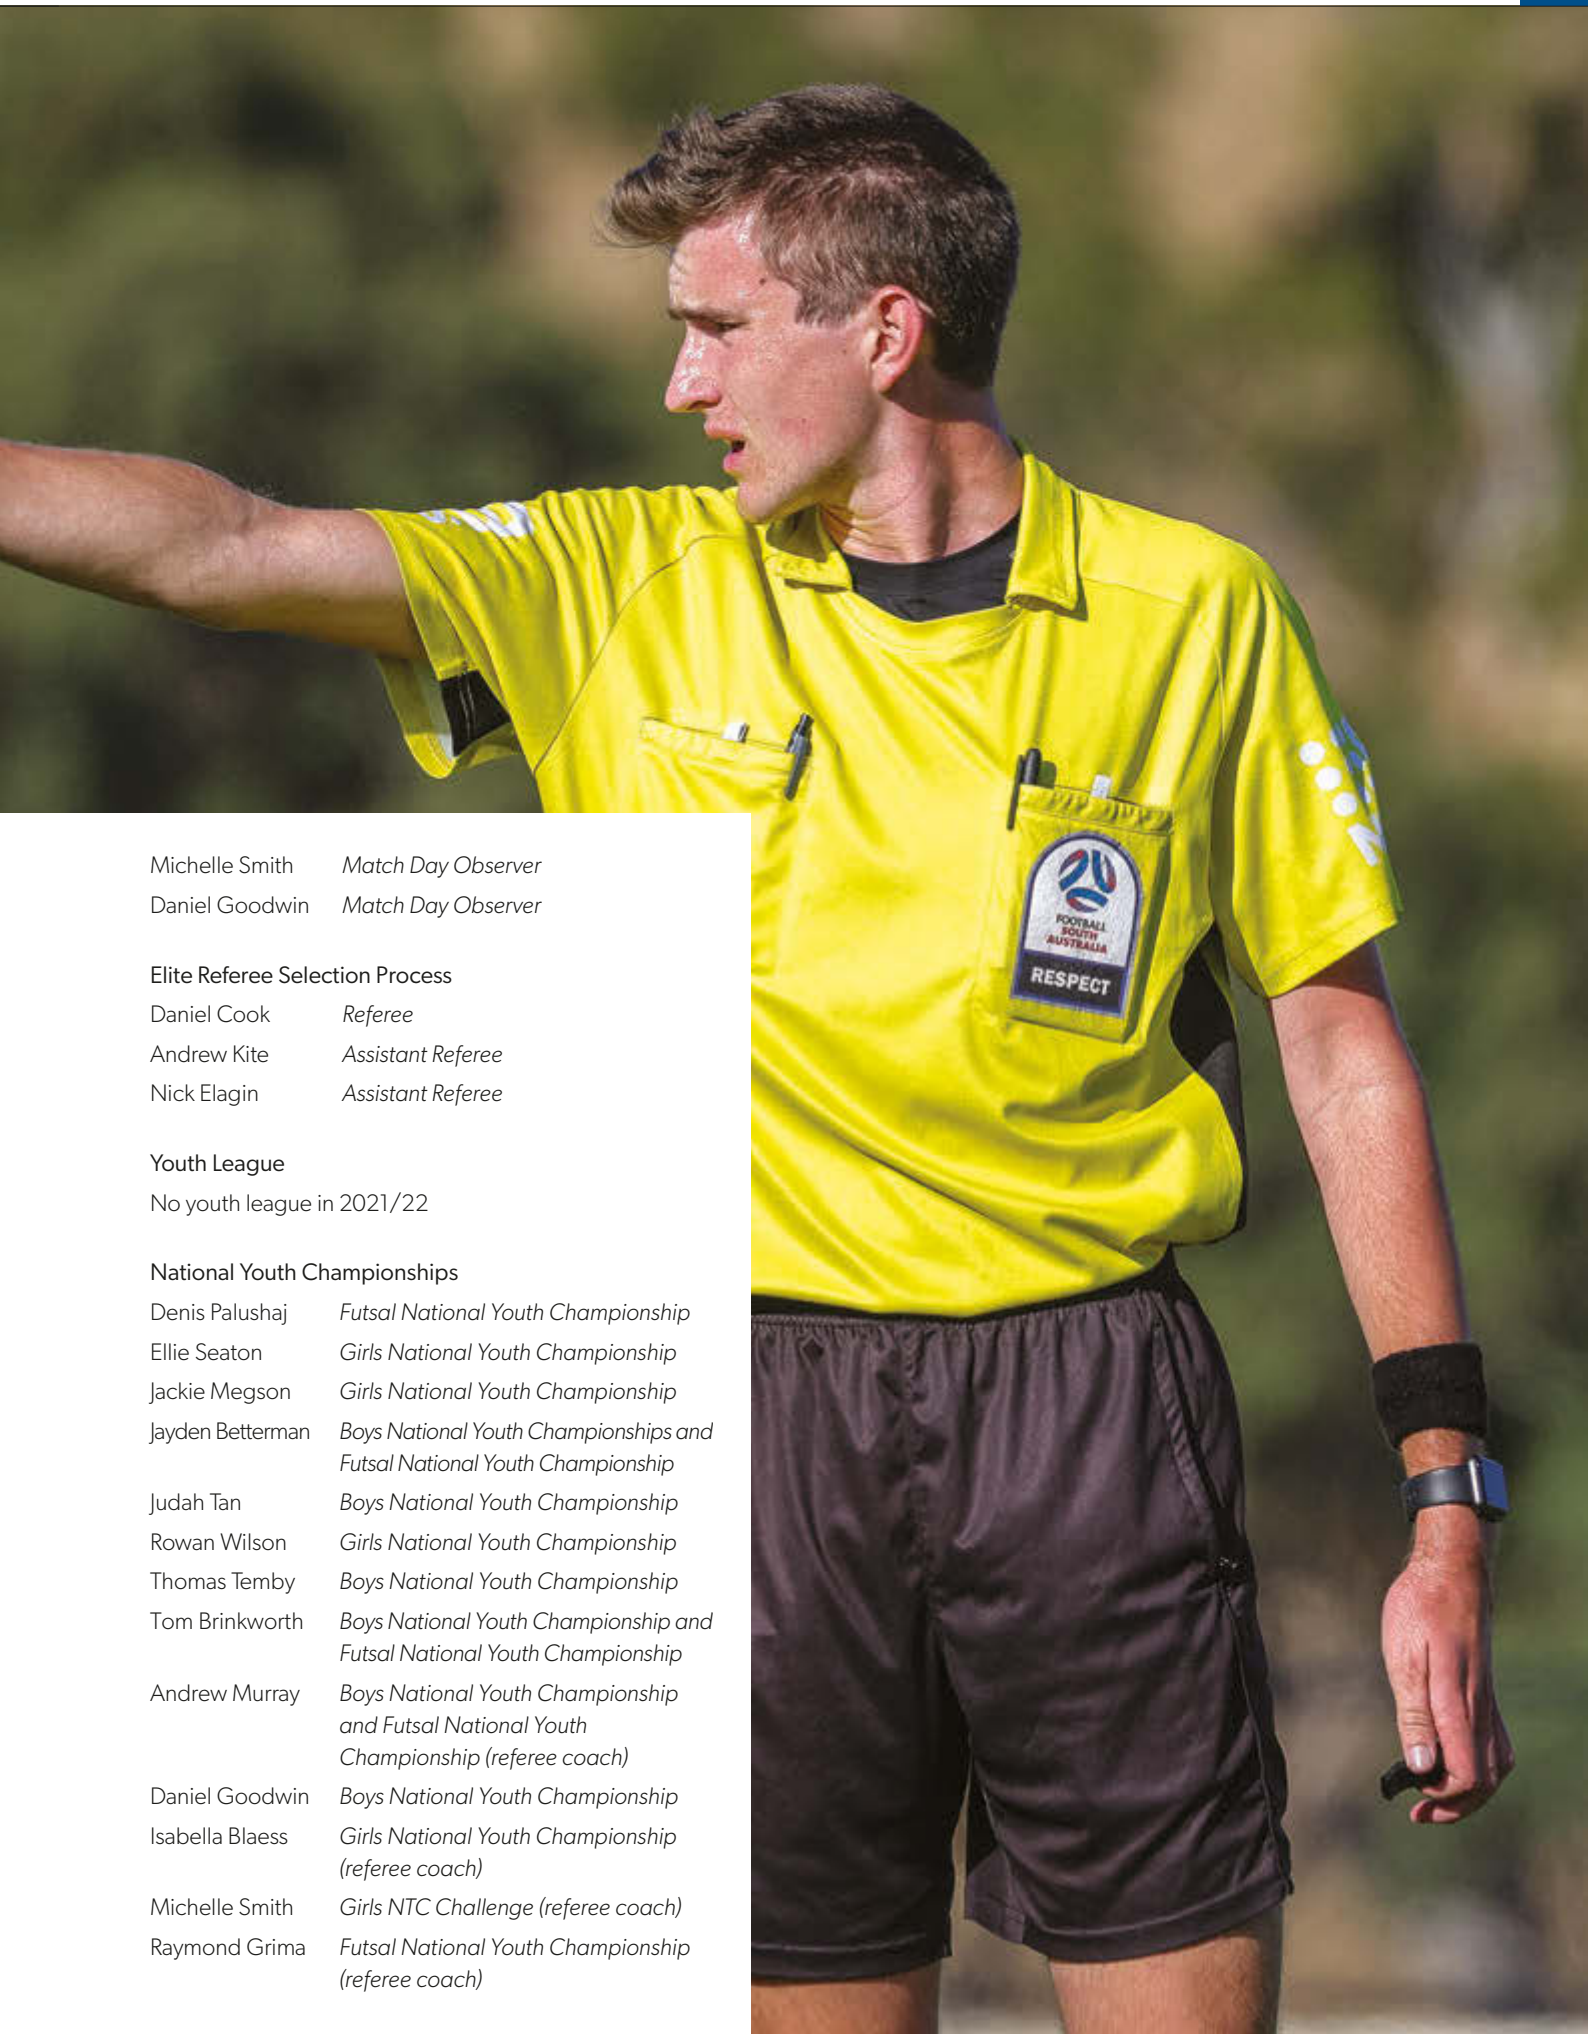 Michelle Smith Match Day Observer
Daniel Goodwin Match Day Observer
Elite Referee Selection Process
Daniel Cook Referee
Andrew Kite Assistant Referee
Nick Elagin Assistant Referee
Youth League
No youth league in 2021/22
National Youth Championships
Denis Palushaj Futsal National Youth Championship
Ellie Seaton Girls National Youth Championship
Jackie Megson Girls National Youth Championship
Jayden Betterman Boys National Youth Championships and
Futsal National Youth Championship
Judah Tan Boys National Youth Championship
Rowan Wilson Girls National Youth Championship
Thomas Temby Boys National Youth Championship
Tom Brinkworth Boys National Youth Championship and
Futsal National Youth Championship
Andrew Murray Boys National Youth Championship
and Futsal National Youth
Championship (referee coach)
Daniel Goodwin Boys National Youth Championship
Isabella Blaess Girls National Youth Championship
(referee coach)
Michelle Smith Girls NTC Challenge (referee coach)
Raymond Grima Futsal National Youth Championship
(referee coach)
FOOTBALL
SOUTH
AUSTRALIA
RESPECT